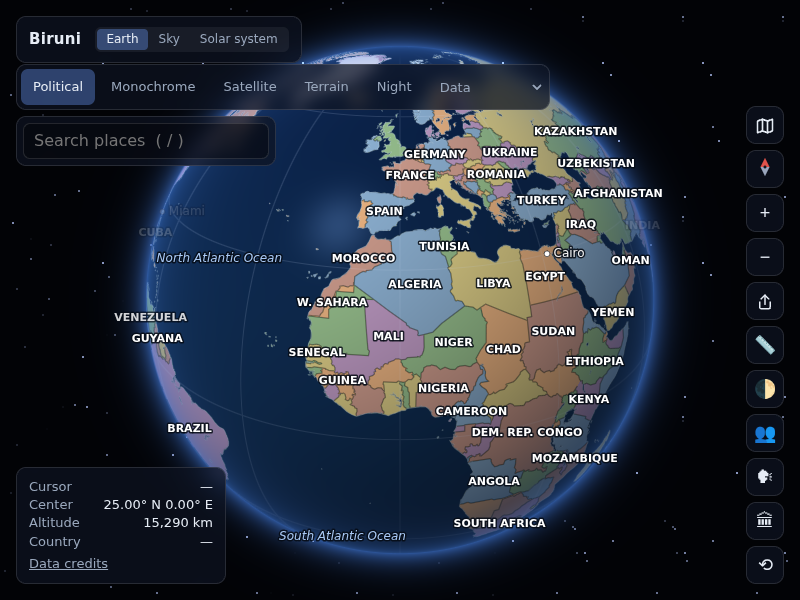 Biruni
Earth
Sky
Solar system
Political
Monochrome
Satellite
Terrain
Night
Data
Search places ( / )
KAZAKHSTAN
GERMANY
UKRAINE
UZBEKISTAN
FRANCE
ROMANIA
AFGHANISTAN
TURKEY
Miami
SPAIN
IRAQ
INDIA
CUBA
TUNISIA
Cairo
North Atlantic Ocean
MOROCCO
OMAN
ALGERIA
LIBYA
EGYPT
W. SAHARA
VENEZUELA
YEMEN
GUYANA
MALI
NIGER
SUDAN
SENEGAL
CHAD
ETHIOPIA
GUINEA
NIGERIA
KENYA
CAMEROON
BRAZIL
DEM. REP. CONGO
MOZAMBIQUE
ANGOLA
SOUTH AFRICA
South Atlantic Ocean
Cursor —
Center 25.00° N 0.00° E
Altitude 15,290 km
Country —
Data credits